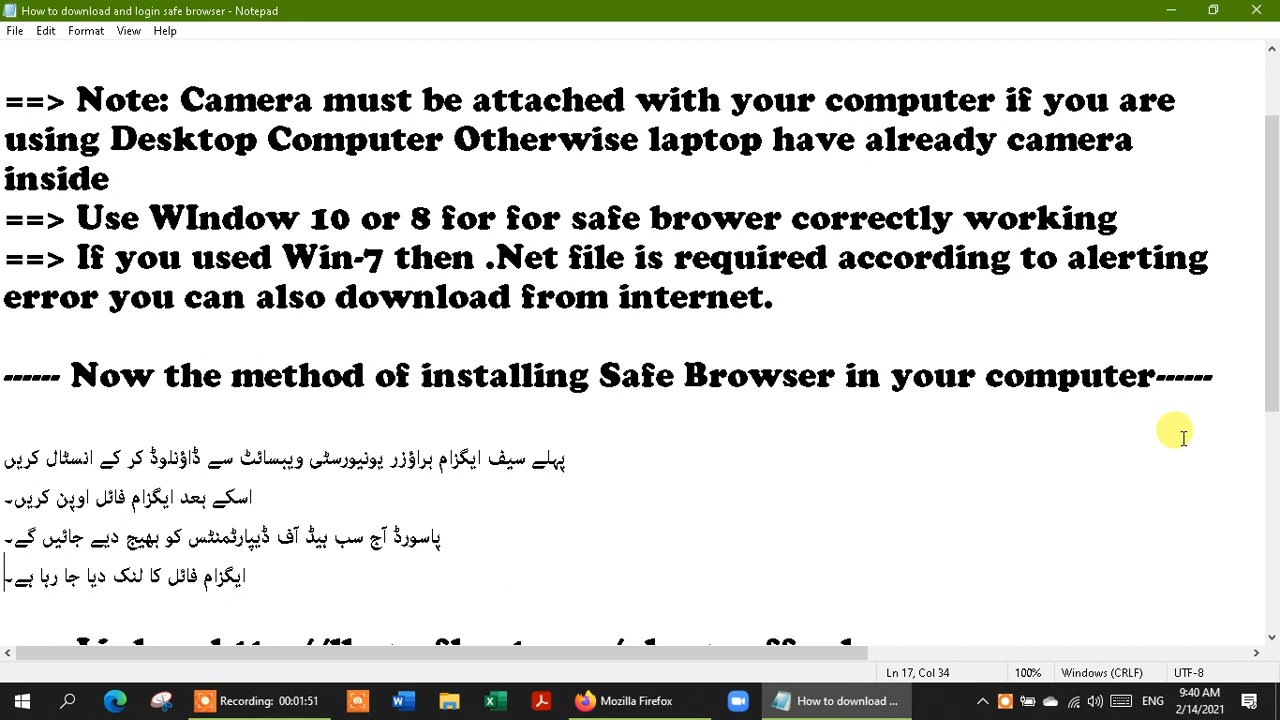 How to download and login safe browser - Notepad
File Edit Format View Help
==> Note: Camera must be attached with your computer if you are
using Desktop Computer Otherwise laptop have already camera
inside
==> Use WIndow 10 or 8 for for safe brower correctly working
==> If you used Win-7 then .Net file is required according to alerting
error you can also download from internet.
------ Now the method of installing Safe Browser in your computer------
پہلے سیف ایگزام براؤزر یونیورسٹی ویبسائٹ سے ڈاؤنلوڈ کر کے انسٹال کریں
اسکے بعد ایگزام فائل اوپن کریں۔
پاسورڈ آج سب ہیڈ آف ڈیپارٹمنٹس کو بھیج دیے جائیں گے۔
ایگزام فائل کا لنک دیا جا رہا ہے۔
Ln 17, Col 34 100% Windows (CRLF) UTF-8
Recording: 00:01:51 Mozilla Firefox How to download ... ENG 9:40 AM
2/14/2021